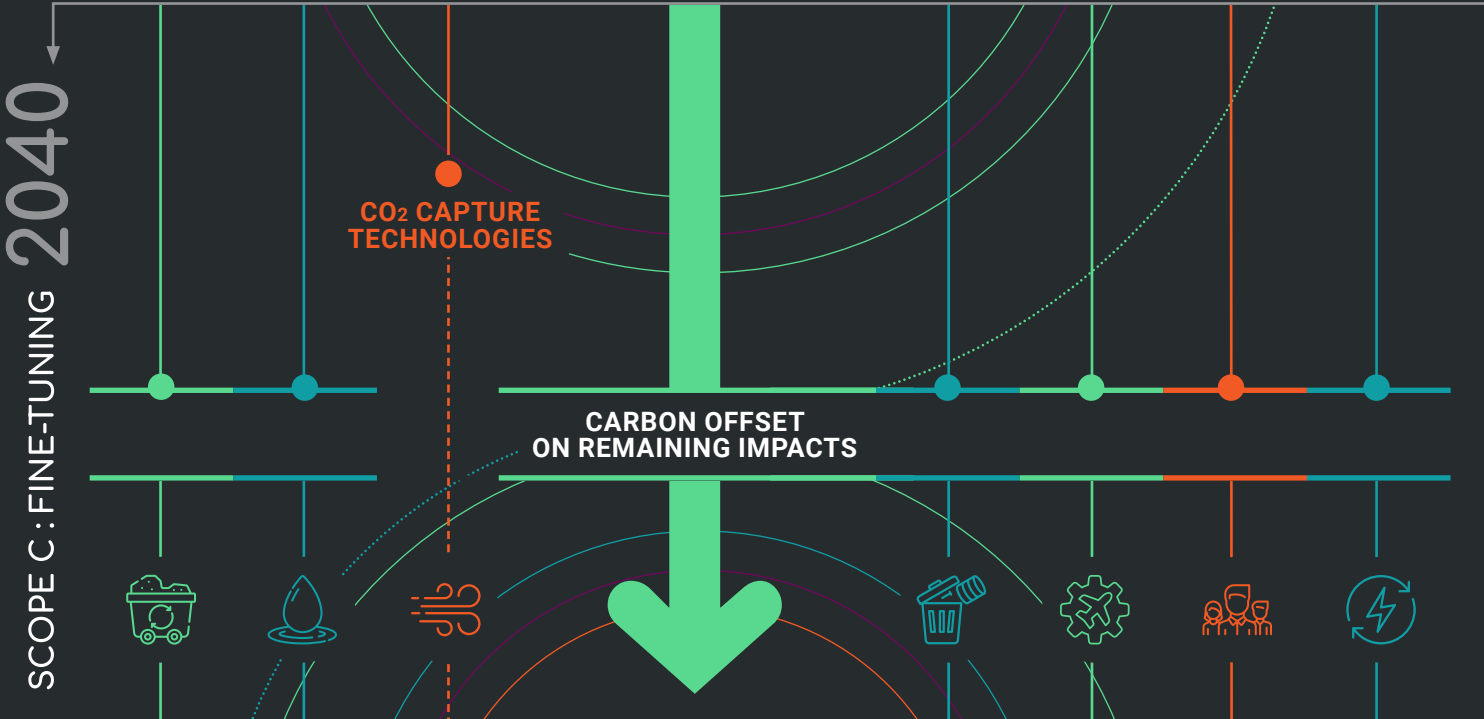 2040
SCOPE C : FINE-TUNING
CO2 CAPTURE
TECHNOLOGIES
CARBON OFFSET
ON REMAINING IMPACTS